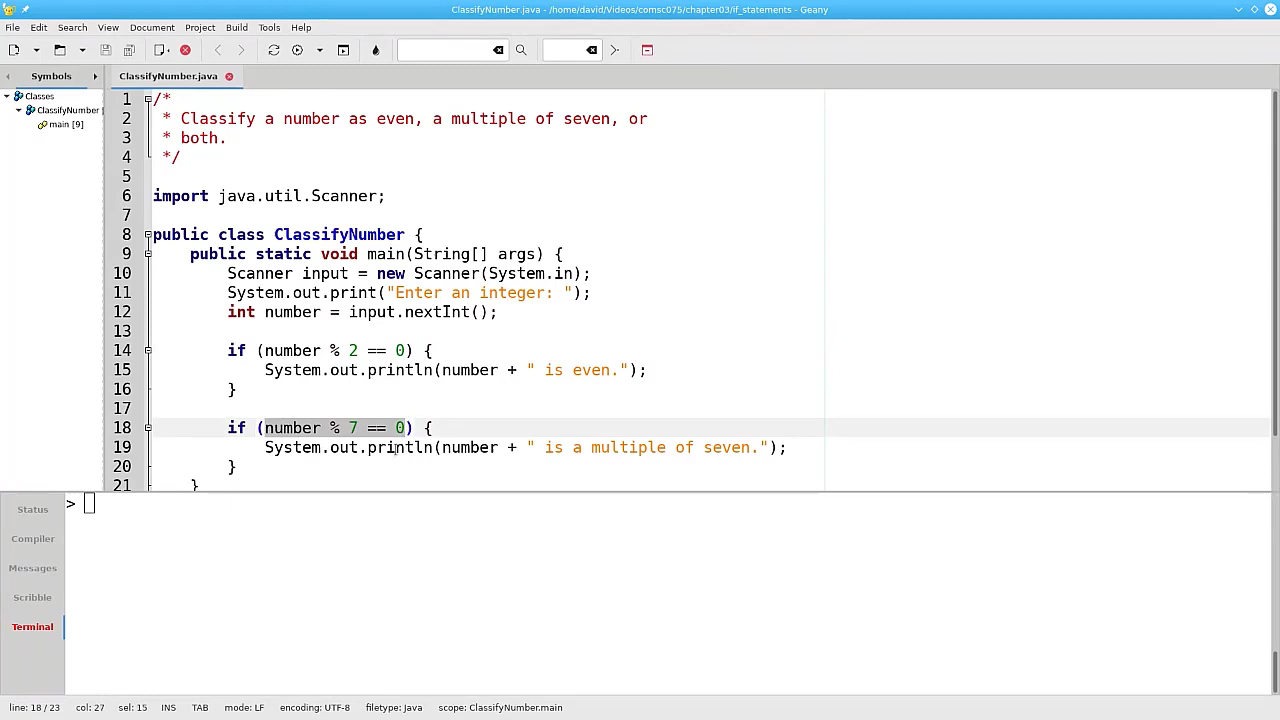 ClassifyNumber.java - /home/david/Videos/comsc075/chapter03/if_statements - Geany
File Edit Search View Document Project Build Tools Help
Symbols ClassifyNumber.java
Classes
ClassifyNumber [
main [9]
1 /*
2 * Classify a number as even, a multiple of seven, or
3 * both.
4 */
5
6 import java.util.Scanner;
7
8 public class ClassifyNumber {
9 public static void main(String[] args) {
10 Scanner input = new Scanner(System.in);
11 System.out.print("Enter an integer: ");
12 int number = input.nextInt();
13
14 if (number % 2 == 0) {
15 System.out.println(number + " is even.");
16 }
17
18 if (number % 7 == 0) {
19 System.out.println(number + " is a multiple of seven.");
20 }
21 }
Status
Compiler
Messages
Scribble
Terminal
>
line: 18 / 23 col: 27 sel: 15 INS TAB mode: LF encoding: UTF-8 filetype: Java scope: ClassifyNumber.main